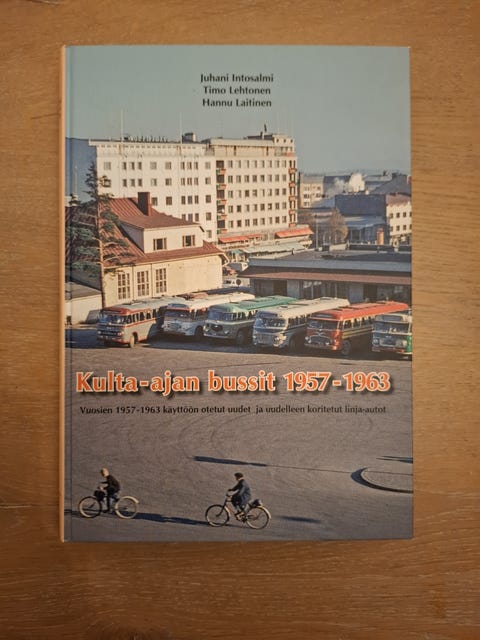 Juhani Intosalmi
Timo Lehtonen
Hannu Laitinen
Kulta-ajan bussit 1957-1963
Vuosien 1957-1963 käyttöön otetut uudet ja uudelleen koritetut linja-autot